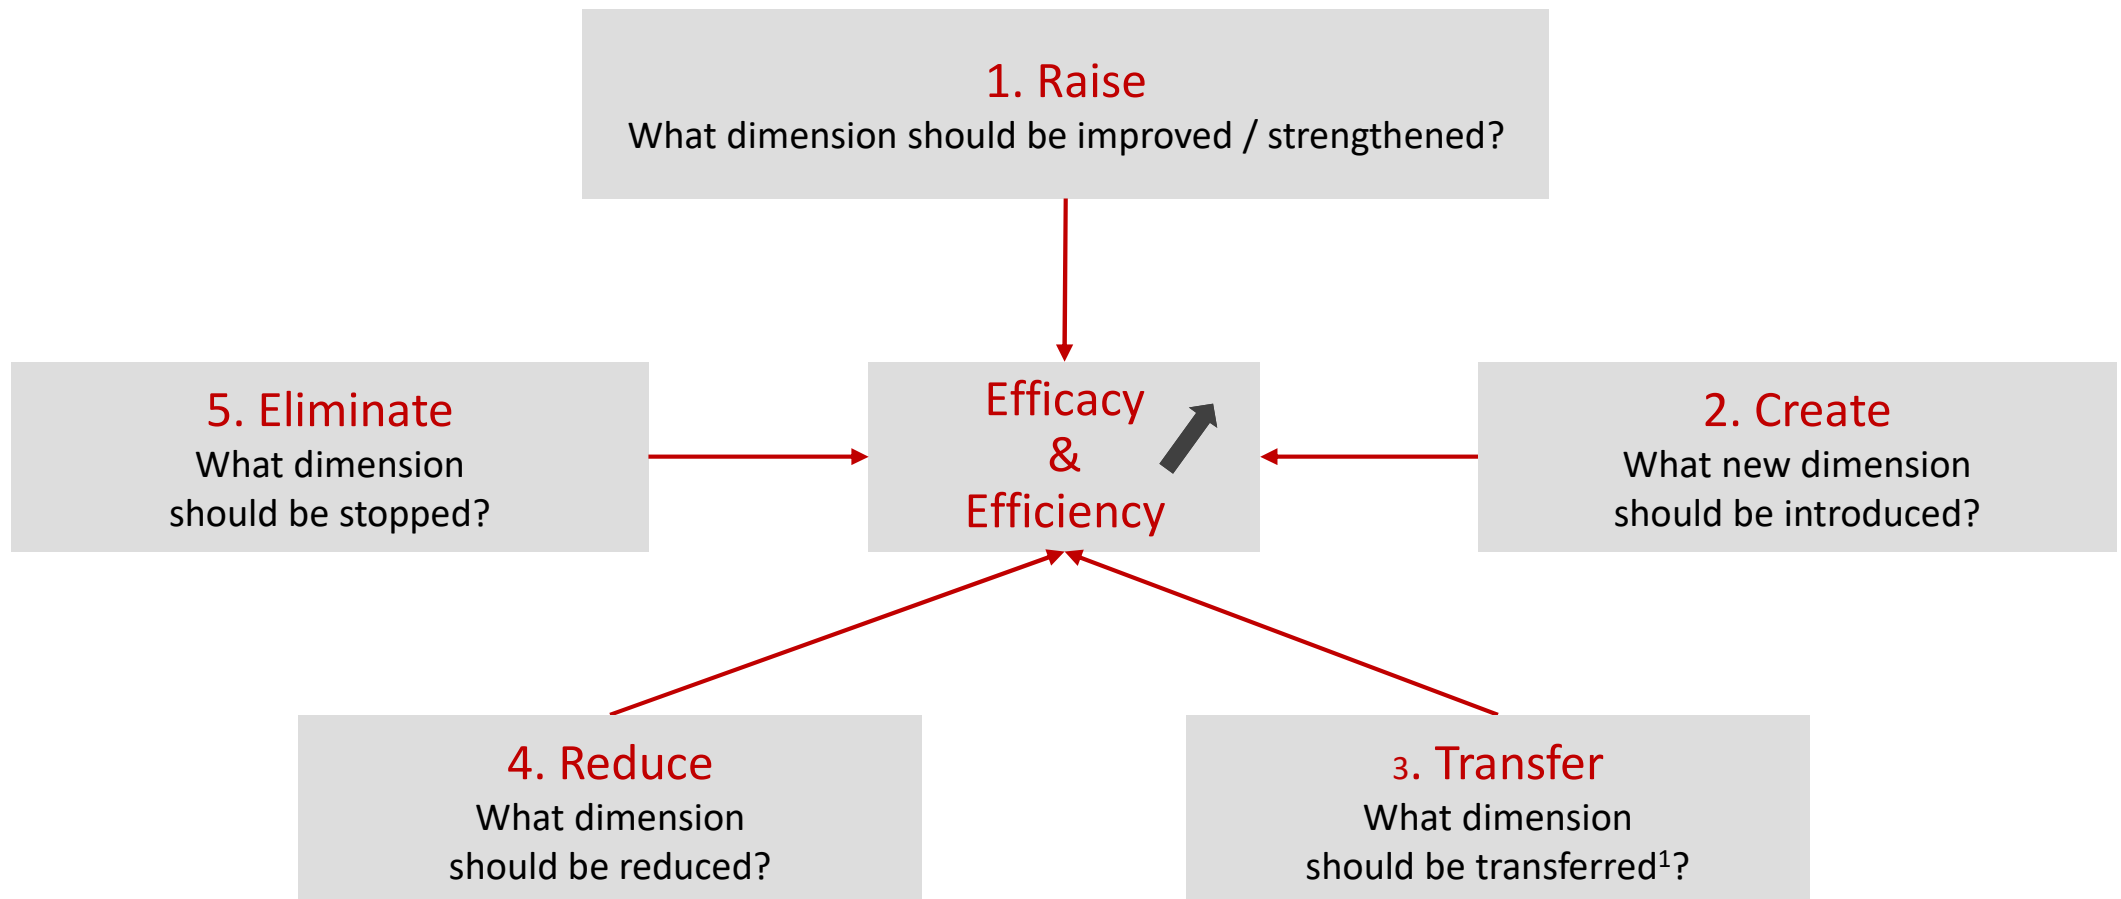 1. Raise
What dimension should be improved / strengthened?
5. Eliminate
What dimension
should be stopped?
Efficacy
&
Efficiency
2. Create
What new dimension
should be introduced?
4. Reduce
What dimension
should be reduced?
3. Transfer
What dimension
should be transferred¹?